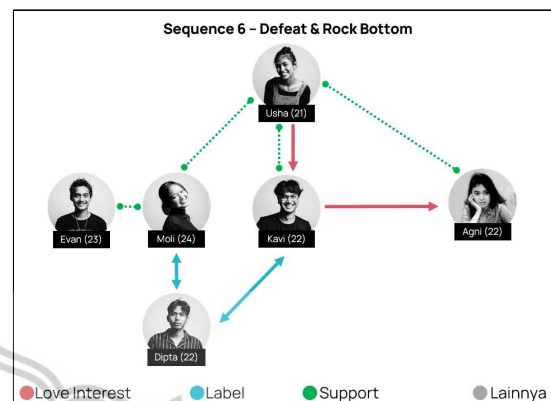 Sequence 6 – Defeat & Rock Bottom
Usha (21)
Evan (23)
Moli (24)
Kavi (22)
Agni (22)
Dipta (22)
Love Interest
Label
Support
Lainnya